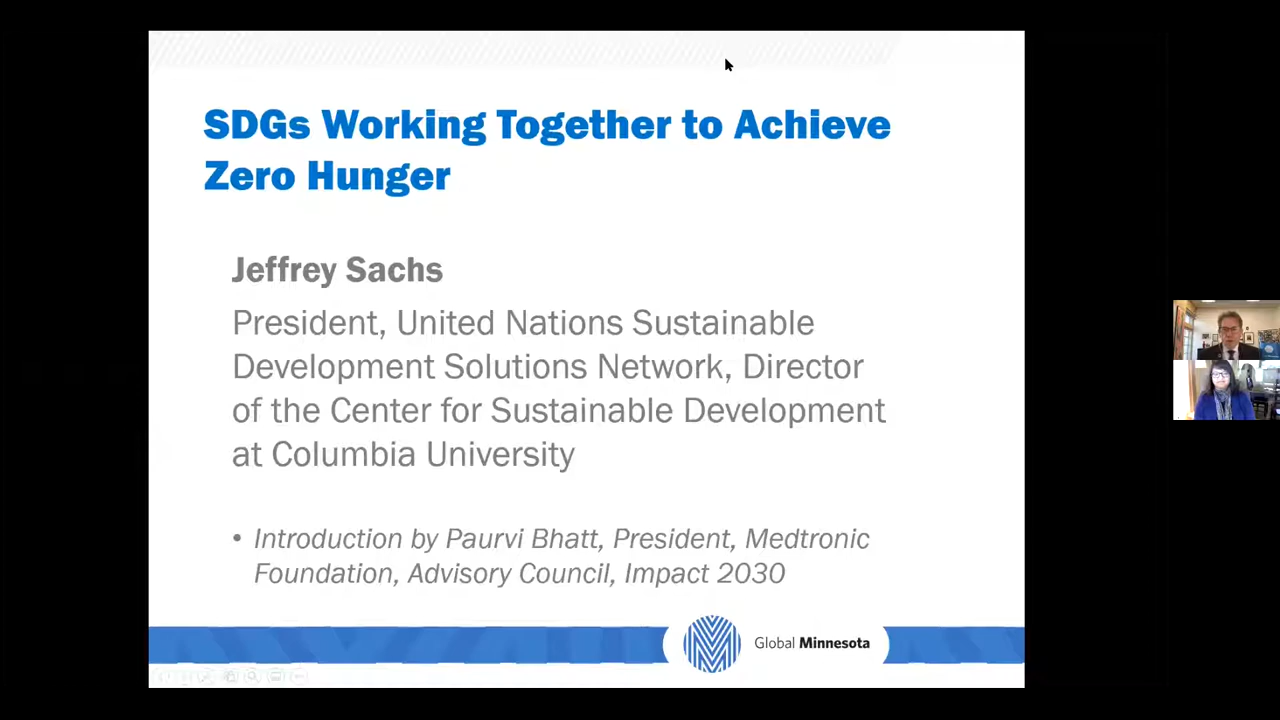 SDGs Working Together to Achieve
Zero Hunger
Jeffrey Sachs
President, United Nations Sustainable
Development Solutions Network, Director
of the Center for Sustainable Development
at Columbia University
• Introduction by Paurvi Bhatt, President, Medtronic
Foundation, Advisory Council, Impact 2030
Global Minnesota